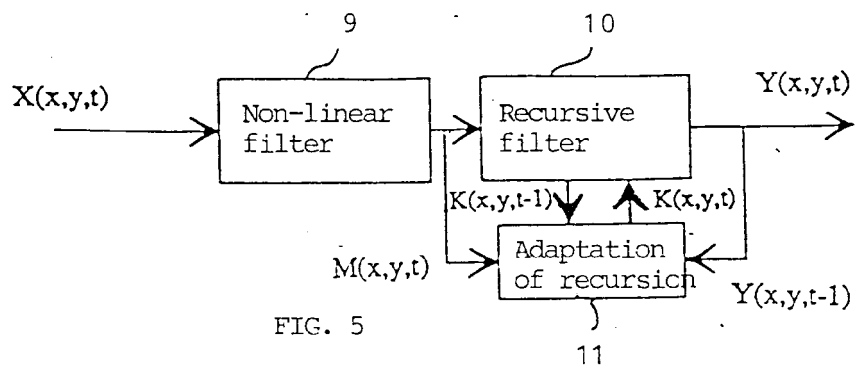 9
10
X(x,y,t)
Non-linear
filter
Recursive
filter
Y(x,y,t)
K(x,y,t-1)
K(x,y,t)
M(x,y,t)
Adaptation
of recursion
Y(x,y,t-1)
FIG. 5
11